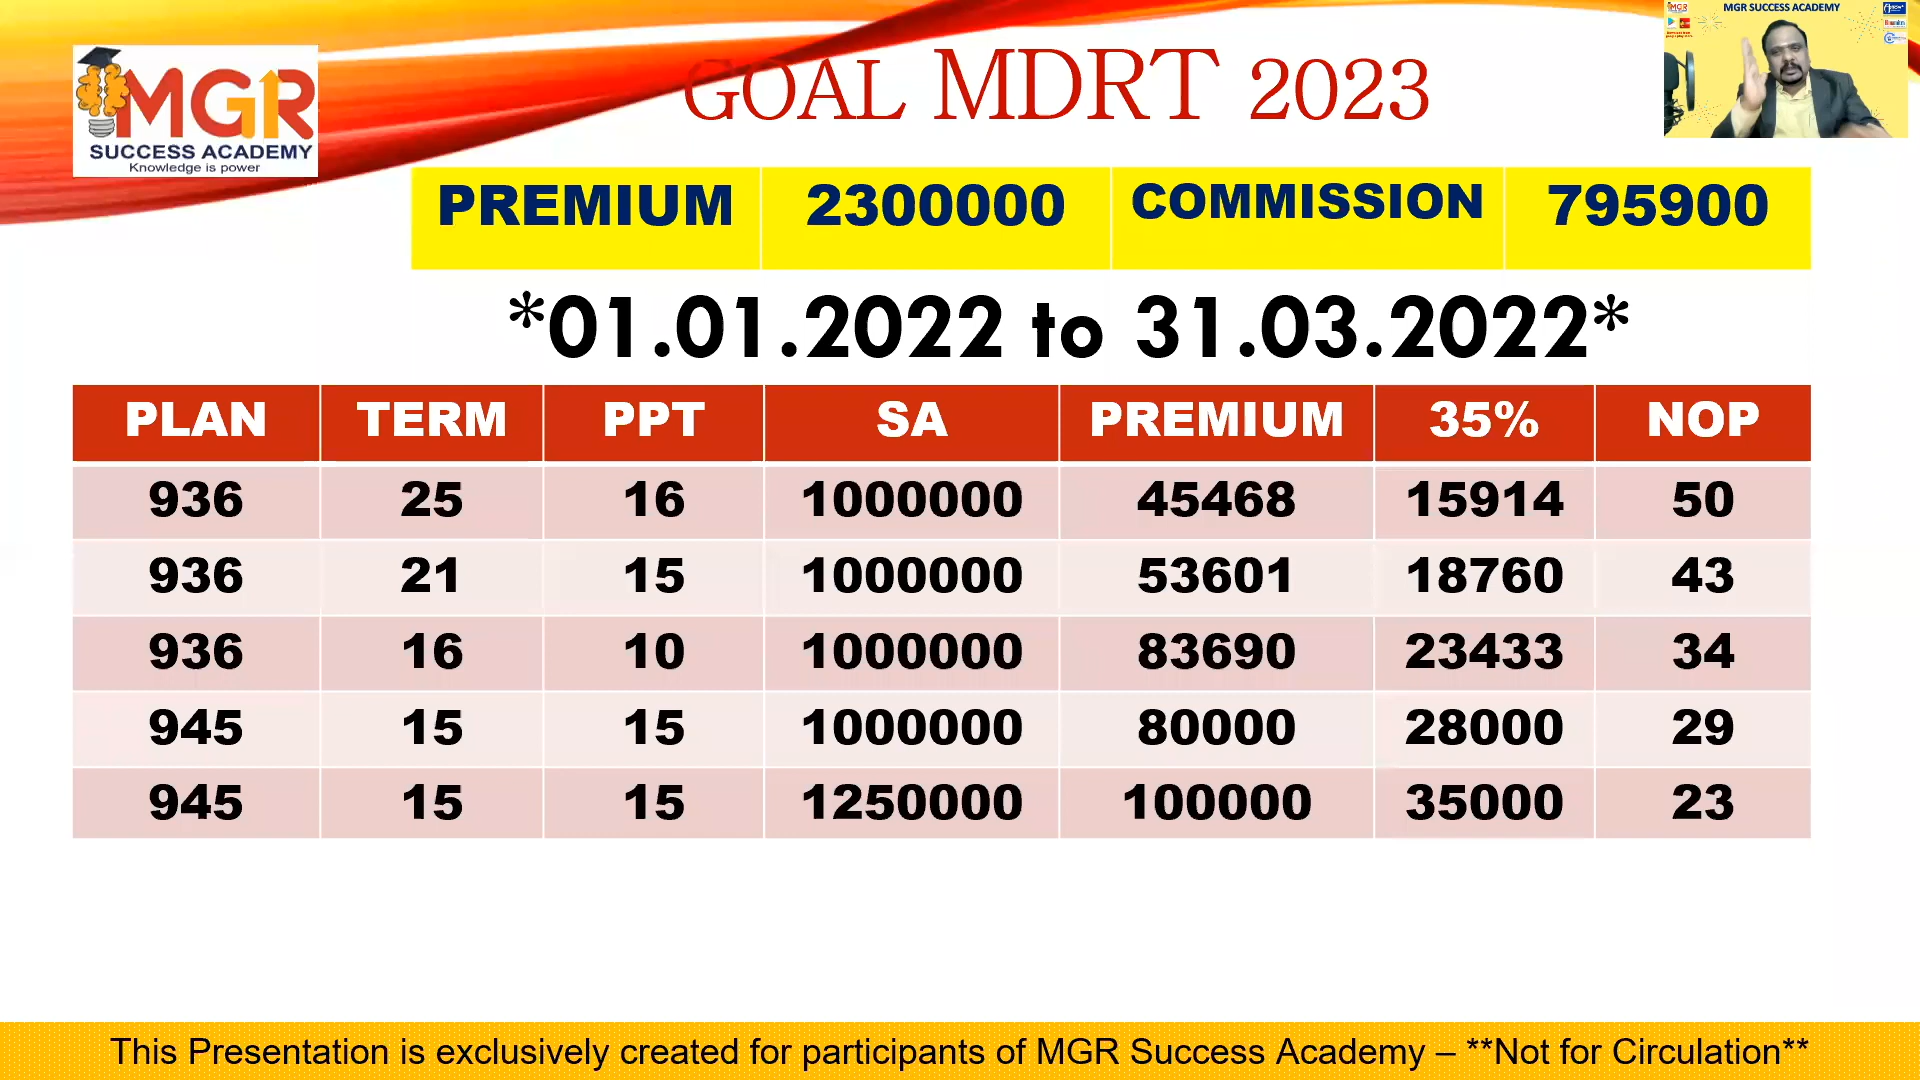 MGR SUCCESS ACADEMY
MGR
SUCCESS ACADEMY
Knowledge is power
GOAL MDRT 2023
PREMIUM 2300000 COMMISSION 795900
*01.01.2022 to 31.03.2022*
PLAN TERM PPT SA PREMIUM 35% NOP
936 25 16 1000000 45468 15914 50
936 21 15 1000000 53601 18760 43
936 16 10 1000000 83690 23433 34
945 15 15 1000000 80000 28000 29
945 15 15 1250000 100000 35000 23
This Presentation is exclusively created for participants of MGR Success Academy – **Not for Circulation**